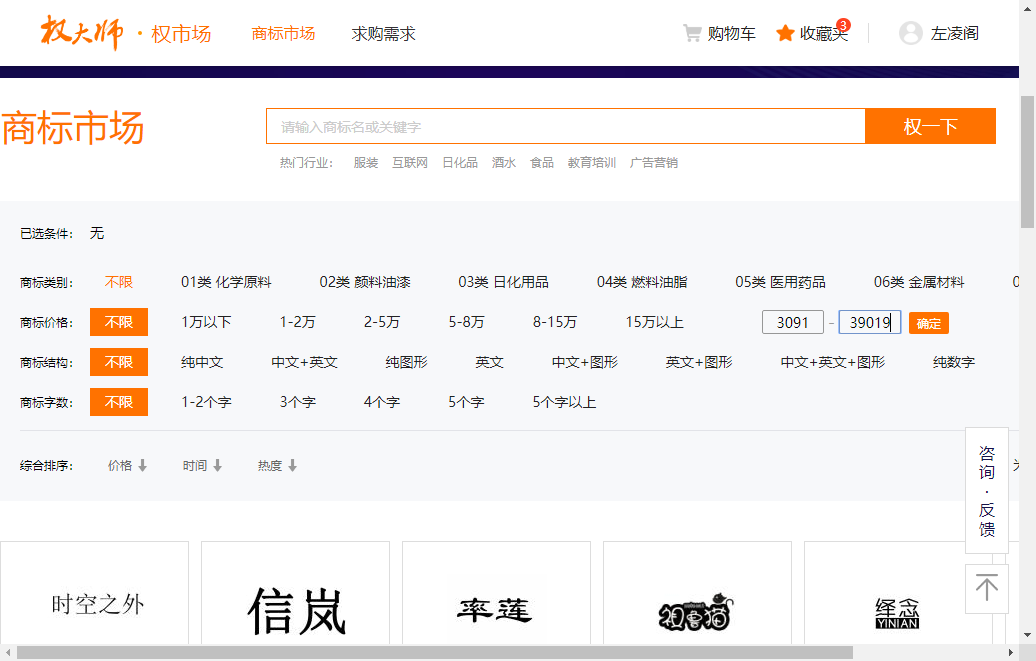 权大师 · 权市场 商标市场 求购需求 购物车 收藏夹 3 左凌阁
商标市场 请输入商标名或关键字 权一下
热门行业： 服装 互联网 日化品 酒水 食品 教育培训 广告营销
已选条件： 无
商标类别： 不限 01类 化学原料 02类 颜料油漆 03类 日化用品 04类 燃料油脂 05类 医用药品 06类 金属材料
商标价格： 不限 1万以下 1-2万 2-5万 5-8万 8-15万 15万以上 3091 - 39019 确定
商标结构： 不限 纯中文 中文+英文 纯图形 英文 中文+图形 英文+图形 中文+英文+图形 纯数字
商标字数： 不限 1-2个字 3个字 4个字 5个字 5个字以上
综合排序： 价格 时间 热度
咨询·反馈
时空之外 信岚 率莲 祖鲁猫 绎念
YINIAN